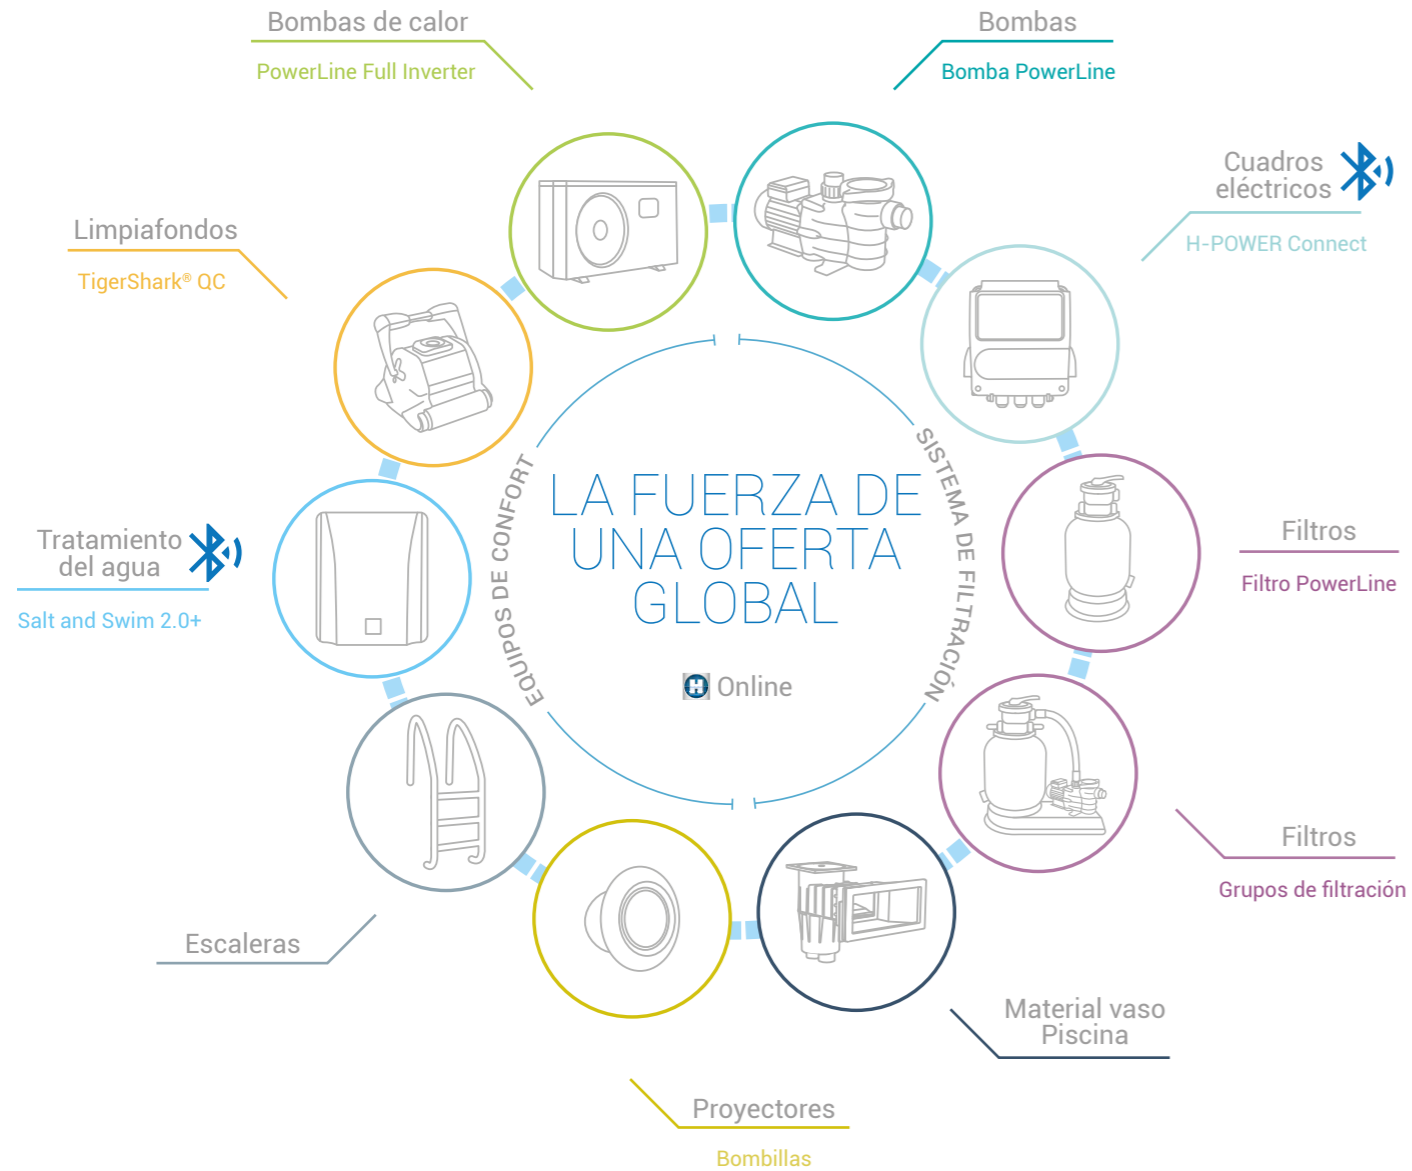 Bombas de calor
PowerLine Full Inverter
Bombas
Bomba PowerLine
Cuadros
eléctricos
H-POWER Connect
Limpiafondos
TigerShark® QC
Tratamiento
del agua
Salt and Swim 2.0+
EQUIPOS DE CONFORT
LA FUERZA DE
UNA OFERTA
GLOBAL
H Online
SISTEMA DE FILTRACIÓN
Filtros
Filtro PowerLine
Filtros
Grupos de filtración
Escaleras
Material vaso
Piscina
Proyectores
Bombillas